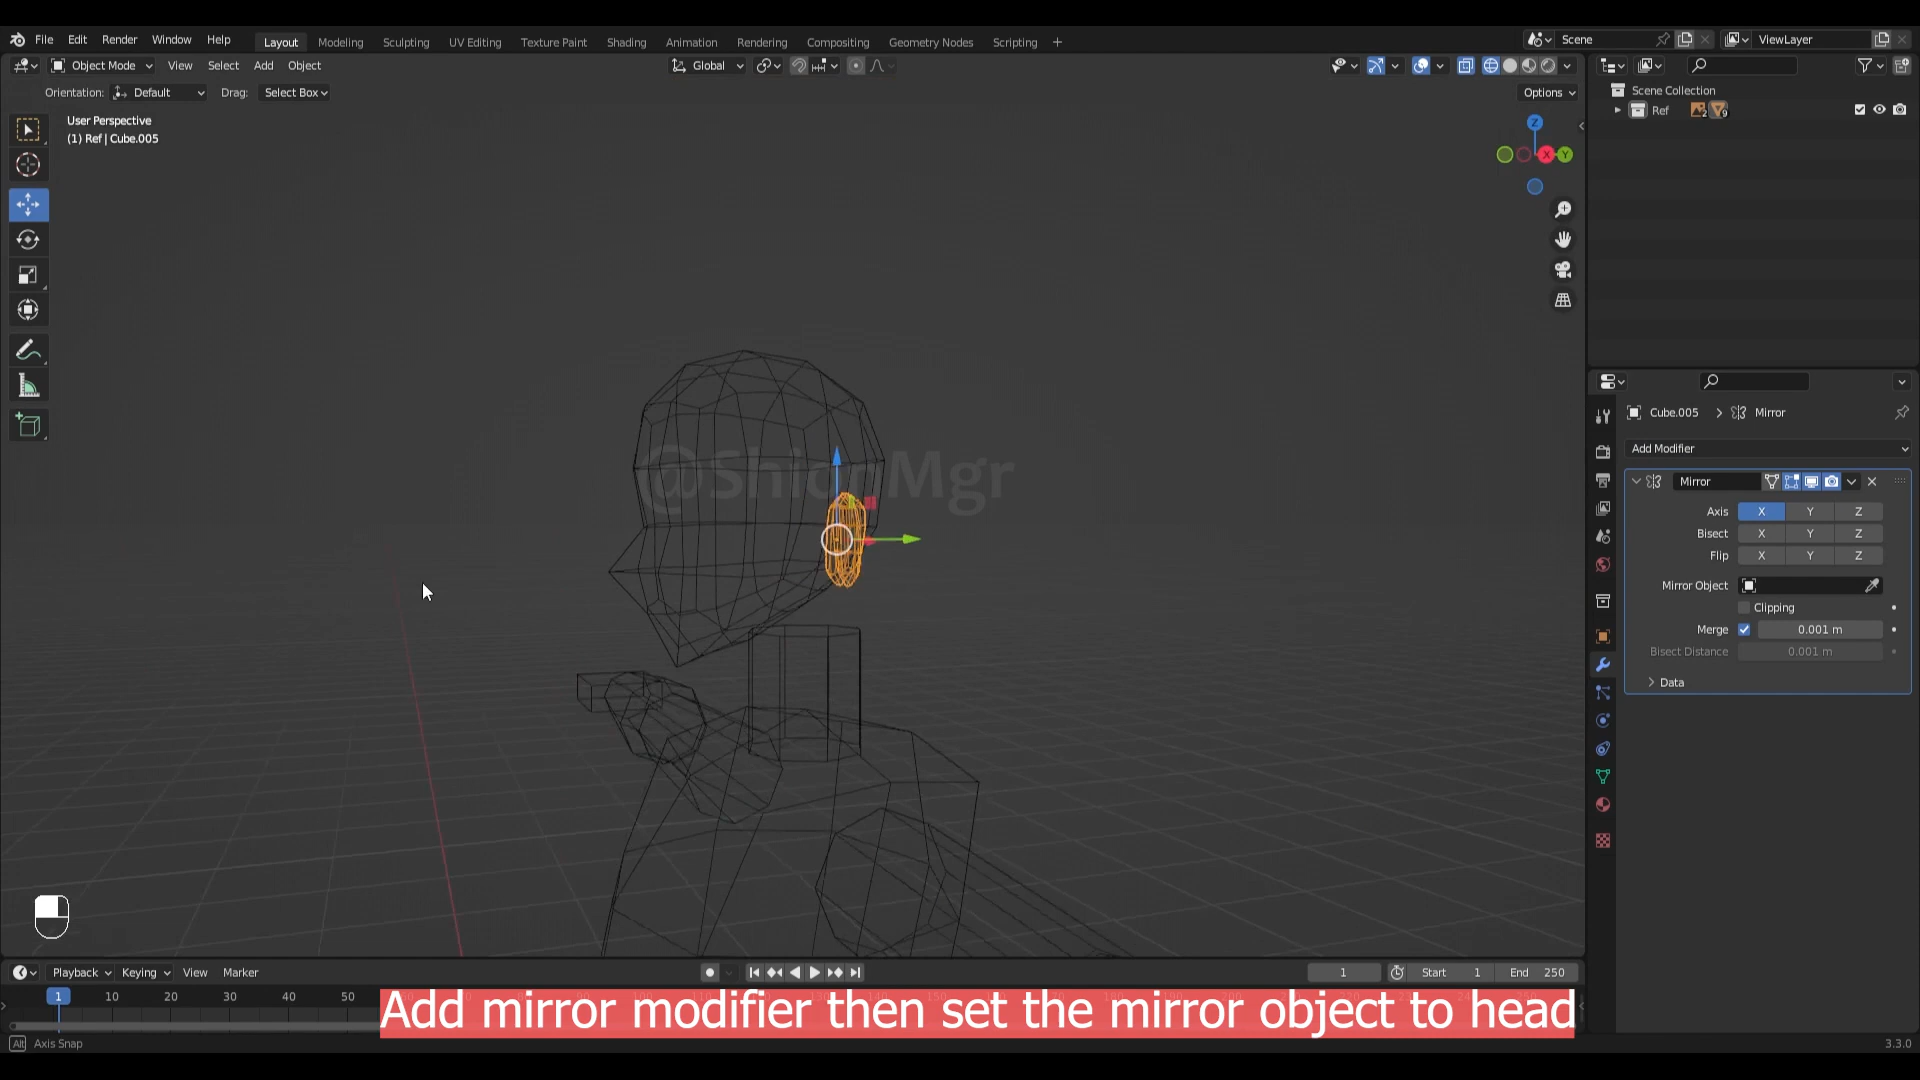 File Edit Render Window Help Layout Modeling Sculpting UV Editing Texture Paint Shading Animation Rendering Compositing Geometry Nodes Scripting + Scene ViewLayer
Object Mode View Select Add Object Global
Orientation: Default Drag: Select Box Options
User Perspective
(1) Ref | Cube.005
Z
X Y
Scene Collection
Ref 2 9
Cube.005 > Mirror
Add Modifier
Mirror
Axis X Y Z
Bisect X Y Z
Flip X Y Z
Mirror Object
Clipping
Merge 0.001 m
Bisect Distance 0.001 m
Data
Playback Keying View Marker 1 Start 1 End 250
1 10 20 30 40 50
Add mirror modifier then set the mirror object to head
Alt Axis Snap 3.3.0